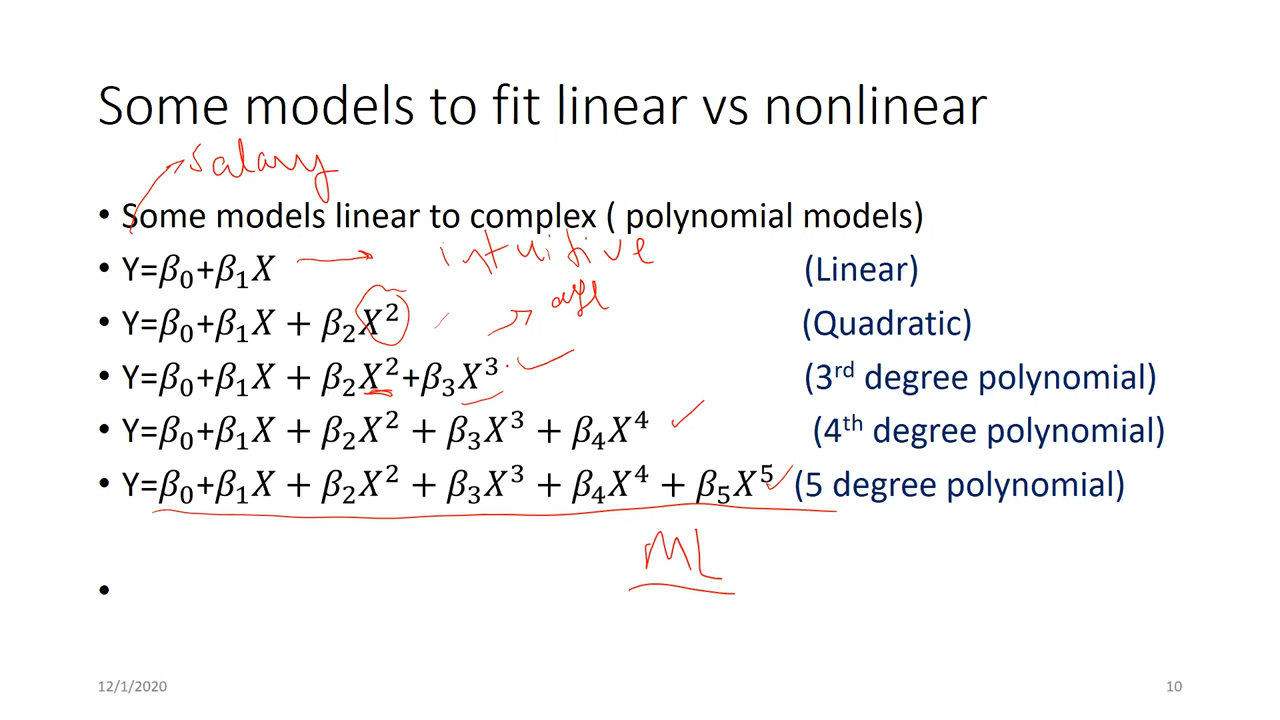 Some models to fit linear vs nonlinear
salary
• Some models linear to complex ( polynomial models)
intuitive
• Y=β₀+β₁X (Linear)
age
• Y=β₀+β₁X + β₂X² (Quadratic)
• Y=β₀+β₁X + β₂X²+β₃X³ (3rd degree polynomial)
• Y=β₀+β₁X + β₂X² + β₃X³ + β₄X⁴ (4th degree polynomial)
• Y=β₀+β₁X + β₂X² + β₃X³ + β₄X⁴ + β₅X⁵ (5 degree polynomial)
ML
•
12/1/2020 10